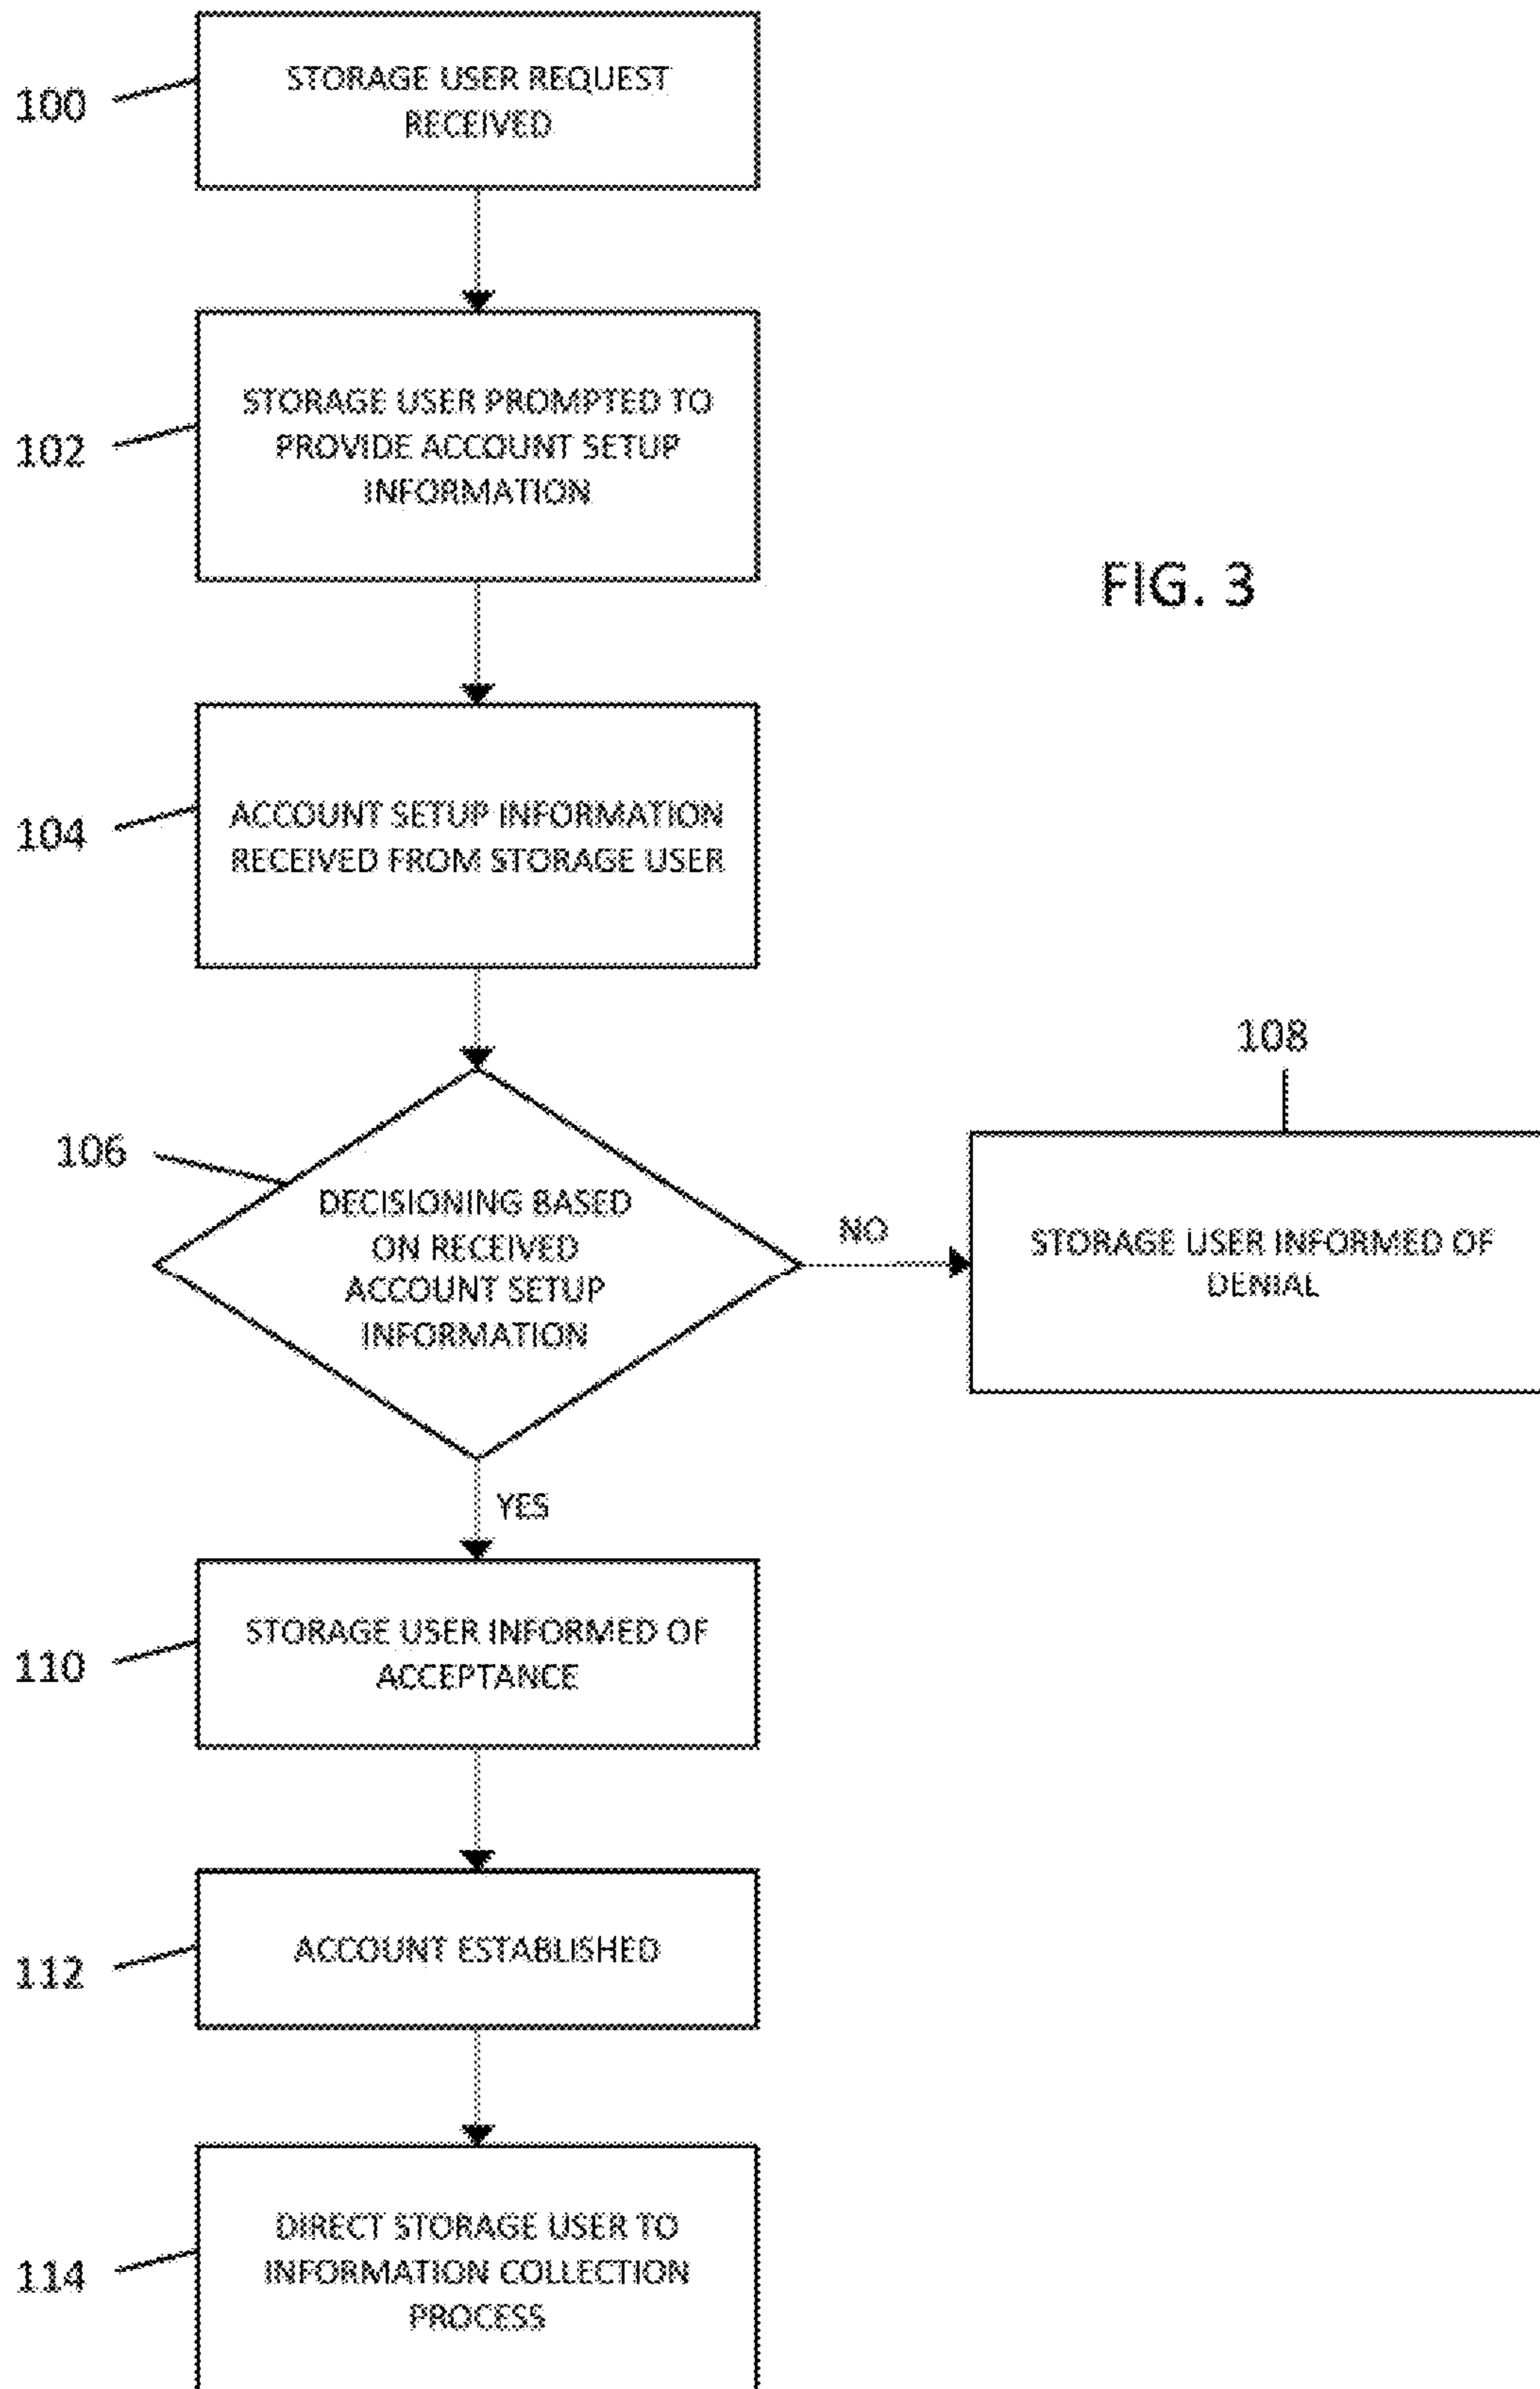 100
STORAGE USER REQUEST
RECEIVED
102
STORAGE USER PROMPTED TO
PROVIDE ACCOUNT SETUP
INFORMATION
FIG. 3
104
ACCOUNT SETUP INFORMATION
RECEIVED FROM STORAGE USER
106
DECISIONING BASED
ON RECEIVED
ACCOUNT SETUP
INFORMATION
NO
108
STORAGE USER INFORMED OF
DENIAL
YES
110
STORAGE USER INFORMED OF
ACCEPTANCE
112
ACCOUNT ESTABLISHED
114
DIRECT STORAGE USER TO
INFORMATION COLLECTION
PROCESS